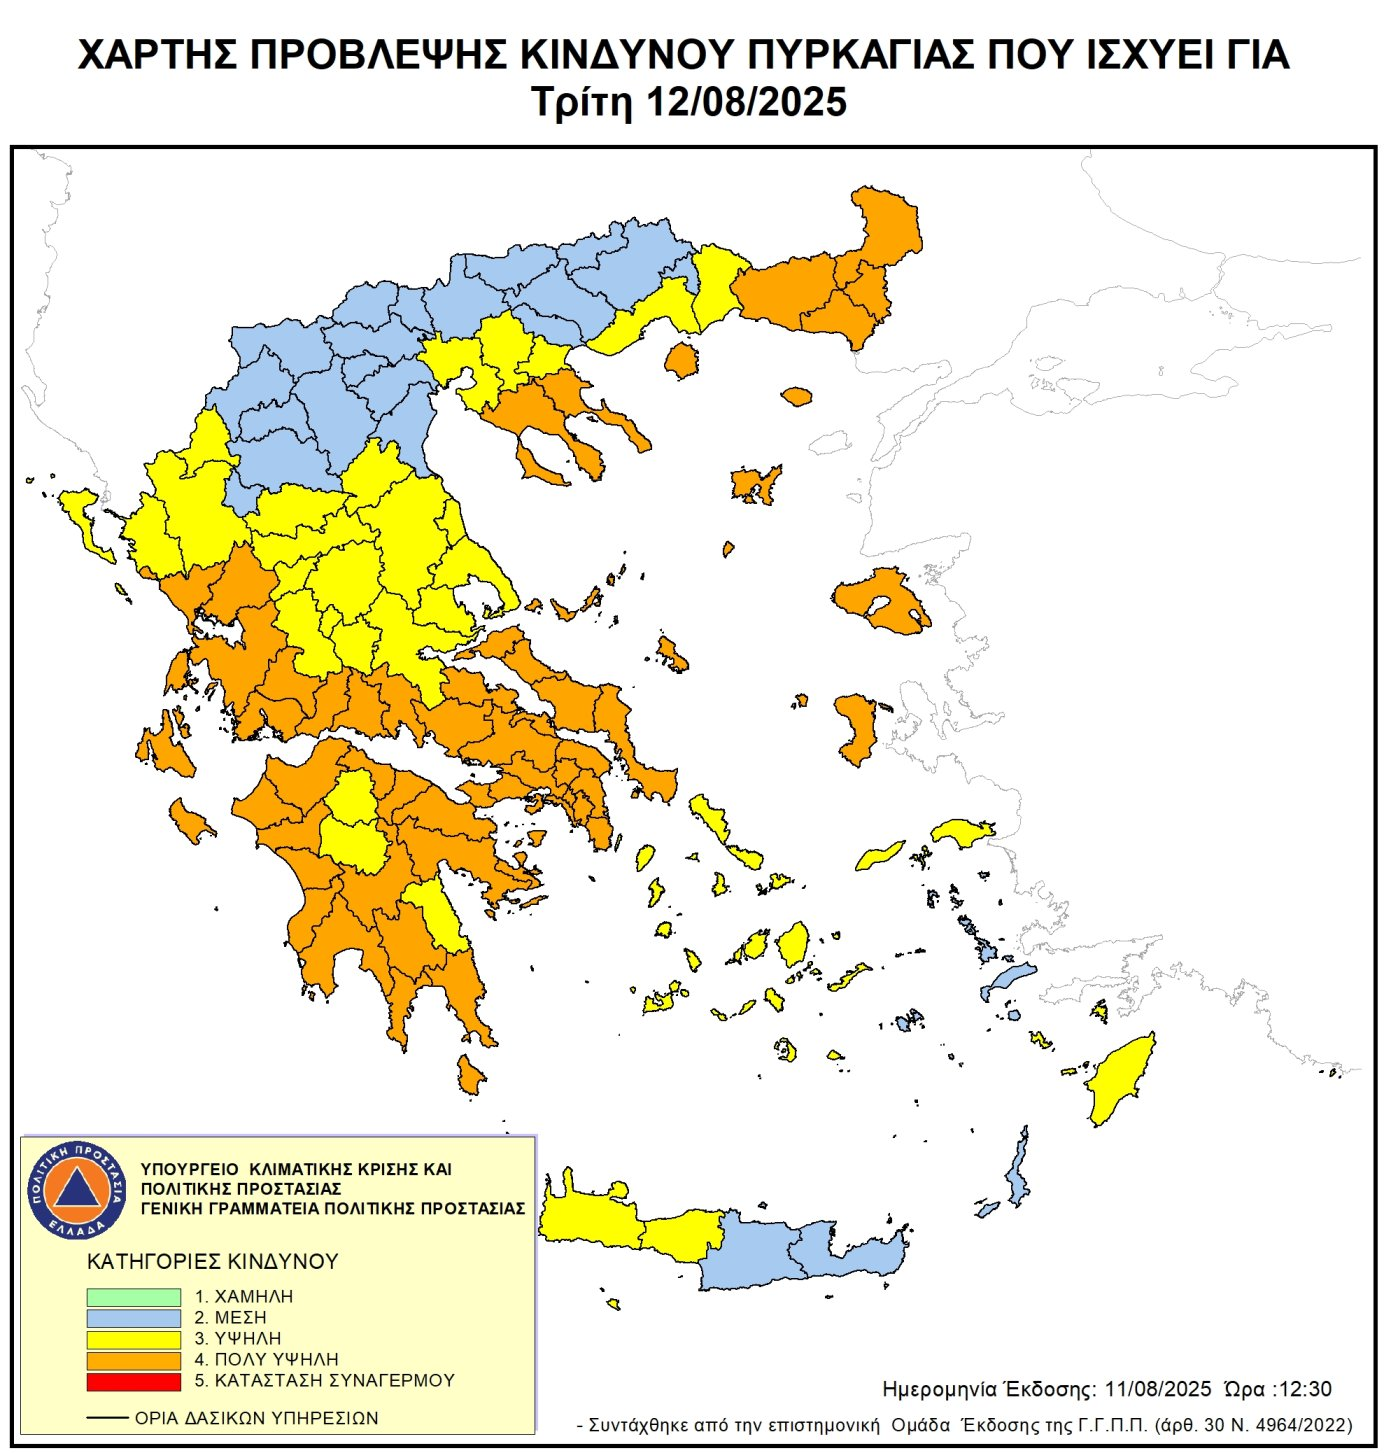 ΧΑΡΤΗΣ ΠΡΟΒΛΕΨΗΣ ΚΙΝΔΥΝΟΥ ΠΥΡΚΑΓΙΑΣ ΠΟΥ ΙΣΧΥΕΙ ΓΙΑ
Τρίτη 12/08/2025
ΠΟΛΙΤΙΚΗ ΠΡΟΣΤΑΣΙΑ
ΕΛΛΑΔΑ
ΥΠΟΥΡΓΕΙΟ ΚΛΙΜΑΤΙΚΗΣ ΚΡΙΣΗΣ ΚΑΙ
ΠΟΛΙΤΙΚΗΣ ΠΡΟΣΤΑΣΙΑΣ
ΓΕΝΙΚΗ ΓΡΑΜΜΑΤΕΙΑ ΠΟΛΙΤΙΚΗΣ ΠΡΟΣΤΑΣΙΑΣ
ΚΑΤΗΓΟΡΙΕΣ ΚΙΝΔΥΝΟΥ
1. ΧΑΜΗΛΗ
2. ΜΕΣΗ
3. ΥΨΗΛΗ
4. ΠΟΛΥ ΥΨΗΛΗ
5. ΚΑΤΑΣΤΑΣΗ ΣΥΝΑΓΕΡΜΟΥ
ΟΡΙΑ ΔΑΣΙΚΩΝ ΥΠΗΡΕΣΙΩΝ
Ημερομηνία Έκδοσης: 11/08/2025 Ώρα :12:30
- Συντάχθηκε από την επιστημονική Ομάδα Έκδοσης της Γ.Γ.Π.Π. (άρθ. 30 Ν. 4964/2022)